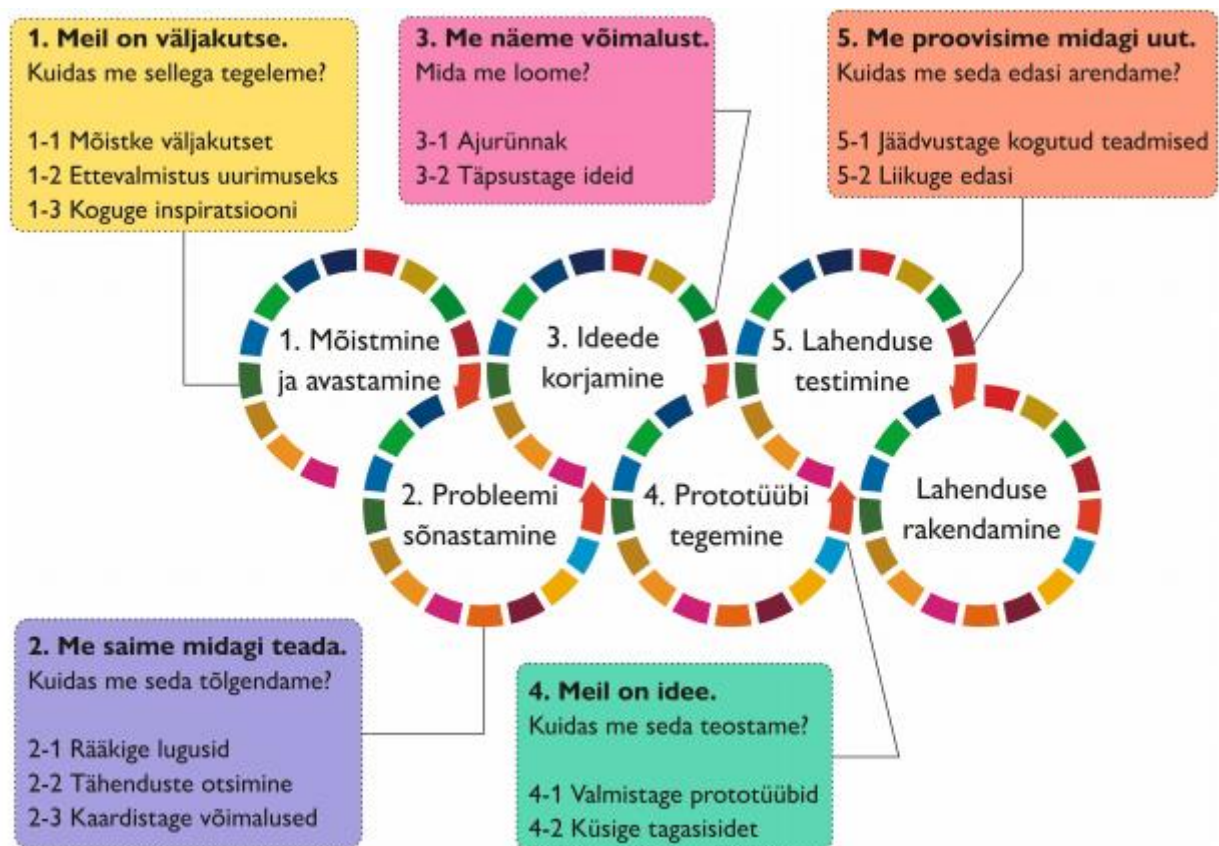 1. Meil on väljakutse.
Kuidas me sellega tegeleme?
1-1 Mõistke väljakutset
1-2 Ettevalmistus uurimuseks
1-3 Koguge inspiratsiooni
3. Me näeme võimalust.
Mida me loome?
3-1 Ajurünnak
3-2 Täpsustage ideid
5. Me proovisime midagi uut.
Kuidas me seda edasi arendame?
5-1 Jäädvustage kogutud teadmised
5-2 Liikuge edasi
1. Mõistmine
ja avastamine
3. Ideede
korjamine
5. Lahenduse
testimine
2. Probleemi
sõnastamine
4. Prototüübi
tegemine
Lahenduse
rakendamine
2. Me saime midagi teada.
Kuidas me seda tõlgendame?
2-1 Rääkige lugusid
2-2 Tähenduste otsimine
2-3 Kaardistage võimalused
4. Meil on idee.
Kuidas me seda teostame?
4-1 Valmistage prototüübid
4-2 Küsige tagasisidet